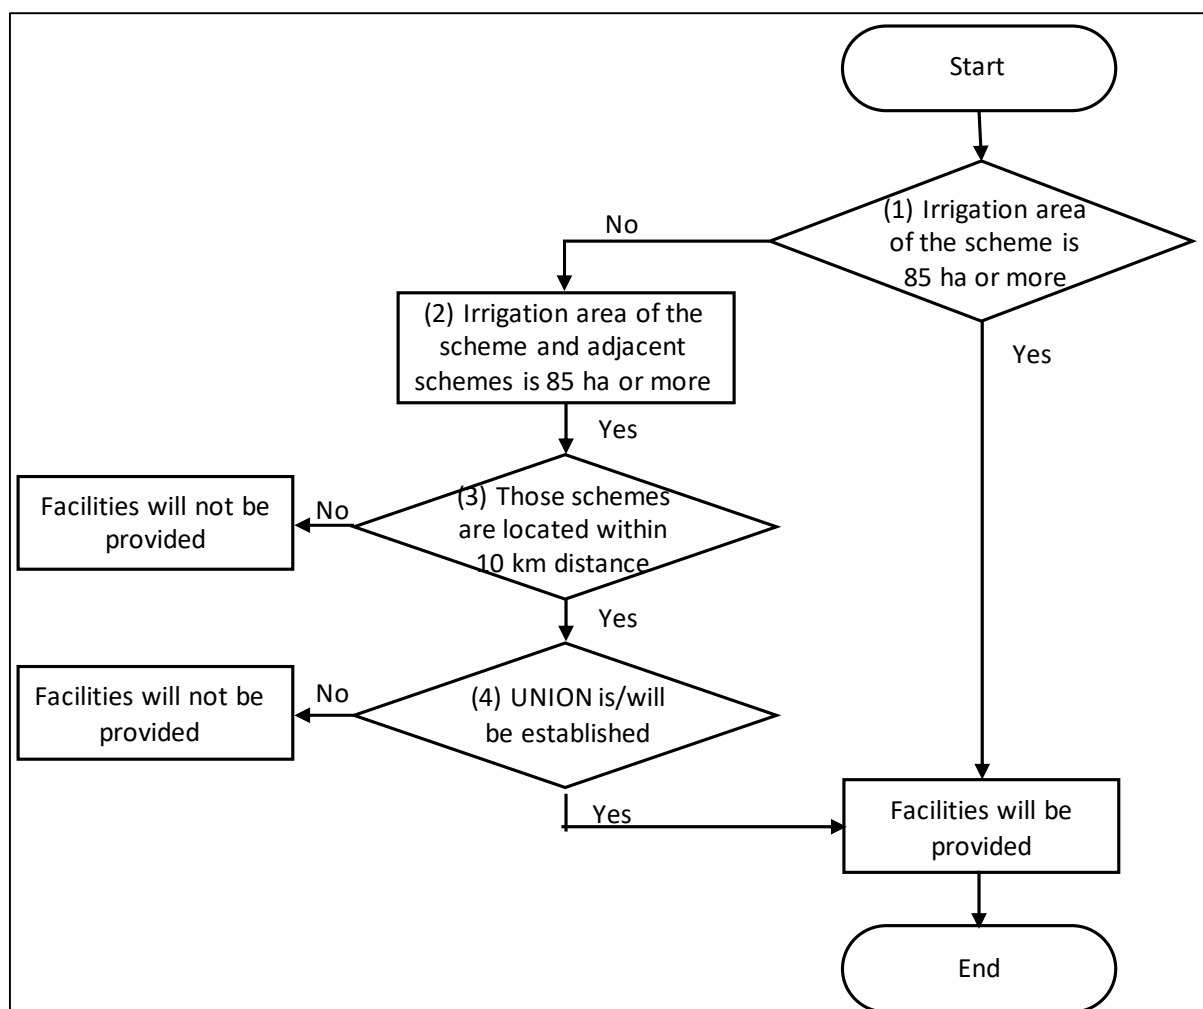 Start
(1) Irrigation area
of the scheme is
85 ha or more
No
Yes
(2) Irrigation area of the
scheme and adjacent
schemes is 85 ha or more
Yes
(3) Those schemes
are located within
10 km distance
No
Facilities will not be
provided
Yes
(4) UNION is/will
be established
No
Facilities will not be
provided
Yes
Facilities will be
provided
End